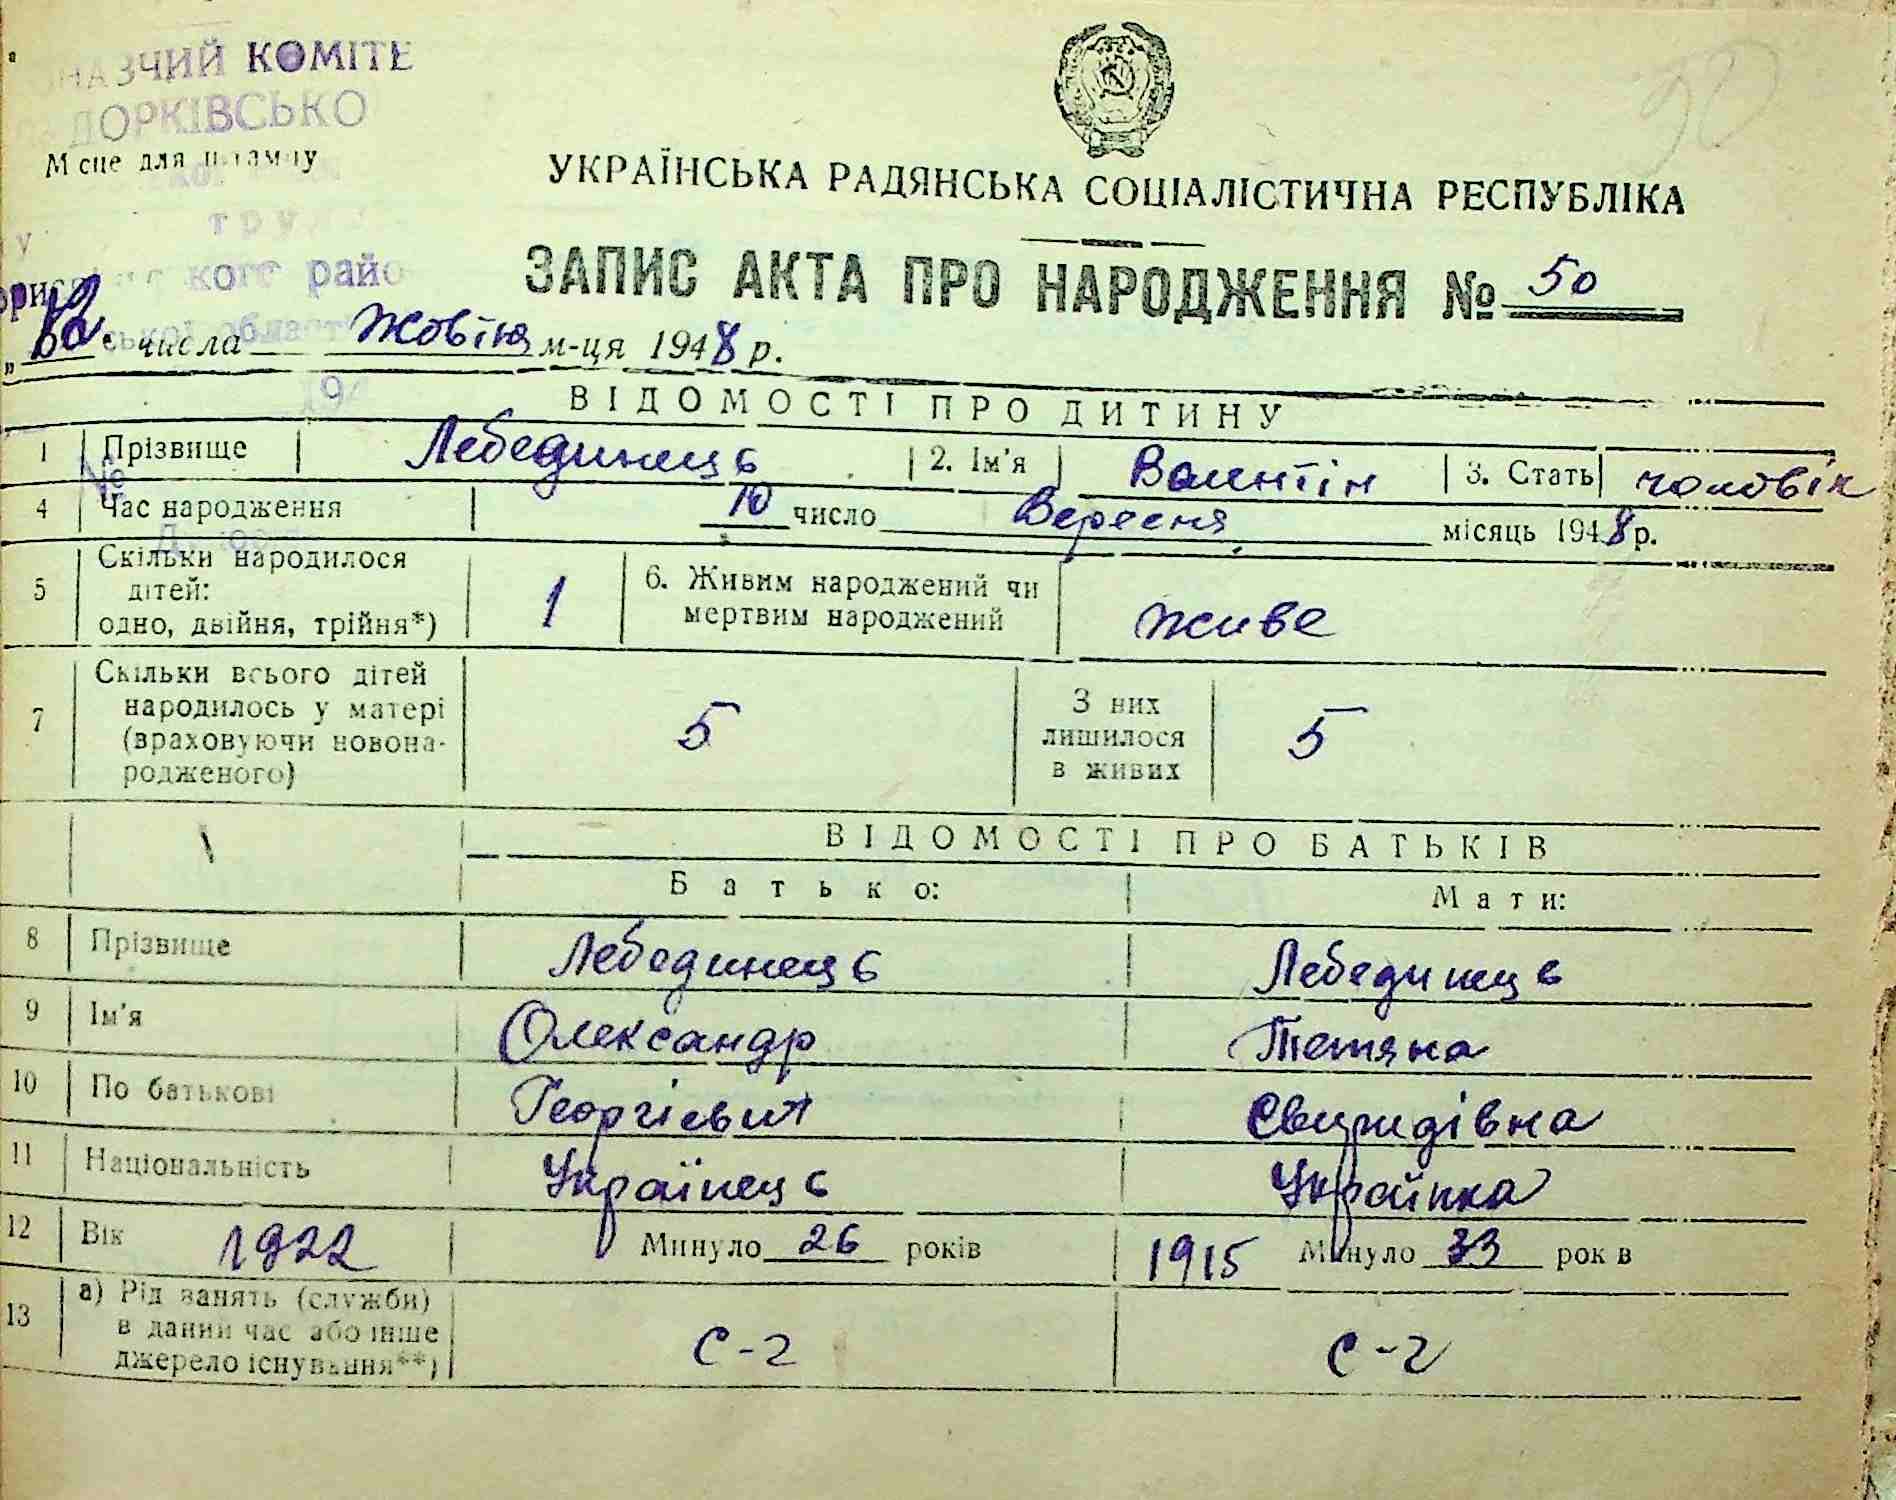 КОМІТЕ
ДОРКІВСЬКО
Місце для штампу
УКРАЇНСЬКА РАДЯНСЬКА СОЦІАЛІСТИЧНА РЕСПУБЛІКА
ського райо
ЗАПИС АКТА ПРО НАРОДЖЕННЯ № 50
числа Жовтня м-ця 1948 р.
ВІДОМОСТІ ПРО ДИТИНУ
1 Прізвище Лебединець 2. Ім'я Валентін 3. Стать чоловік
4 Час народження 10 число Вересня місяць 1948 р.
5 Скільки народилося дітей: одно, двійня, трійня*) 1 6. Живим народжений чи мертвим народжений живе
7 Скільки всього дітей народилось у матері (враховуючи новонародженого) 5 З них лишилося в живих 5
ВІДОМОСТІ ПРО БАТЬКІВ
Батько: Мати:
8 Прізвище Лебединець Лебединець
9 Ім'я Олександр Тетяна
10 По батькові Георгієвич Свиридівна
11 Національність Українець Українка
12 Вік 1922 Минуло 26 років 1915 Минуло 33 років
13 а) Рід занять (служби) в даний час або інше джерело існування**) с-г с-г